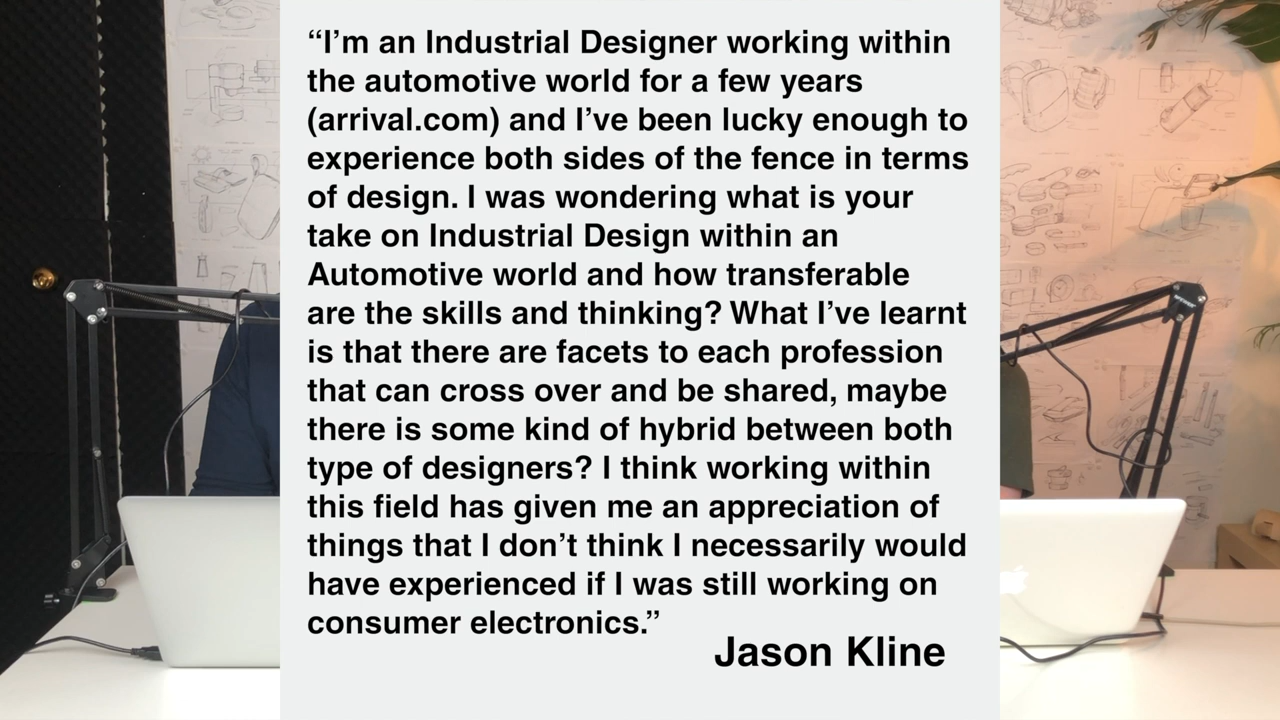 “I’m an Industrial Designer working within
the automotive world for a few years
(arrival.com) and I’ve been lucky enough to
experience both sides of the fence in terms
of design. I was wondering what is your
take on Industrial Design within an
Automotive world and how transferable
are the skills and thinking? What I’ve learnt
is that there are facets to each profession
that can cross over and be shared, maybe
there is some kind of hybrid between both
type of designers? I think working within
this field has given me an appreciation of
things that I don’t think I necessarily would
have experienced if I was still working on
consumer electronics.”
Jason Kline